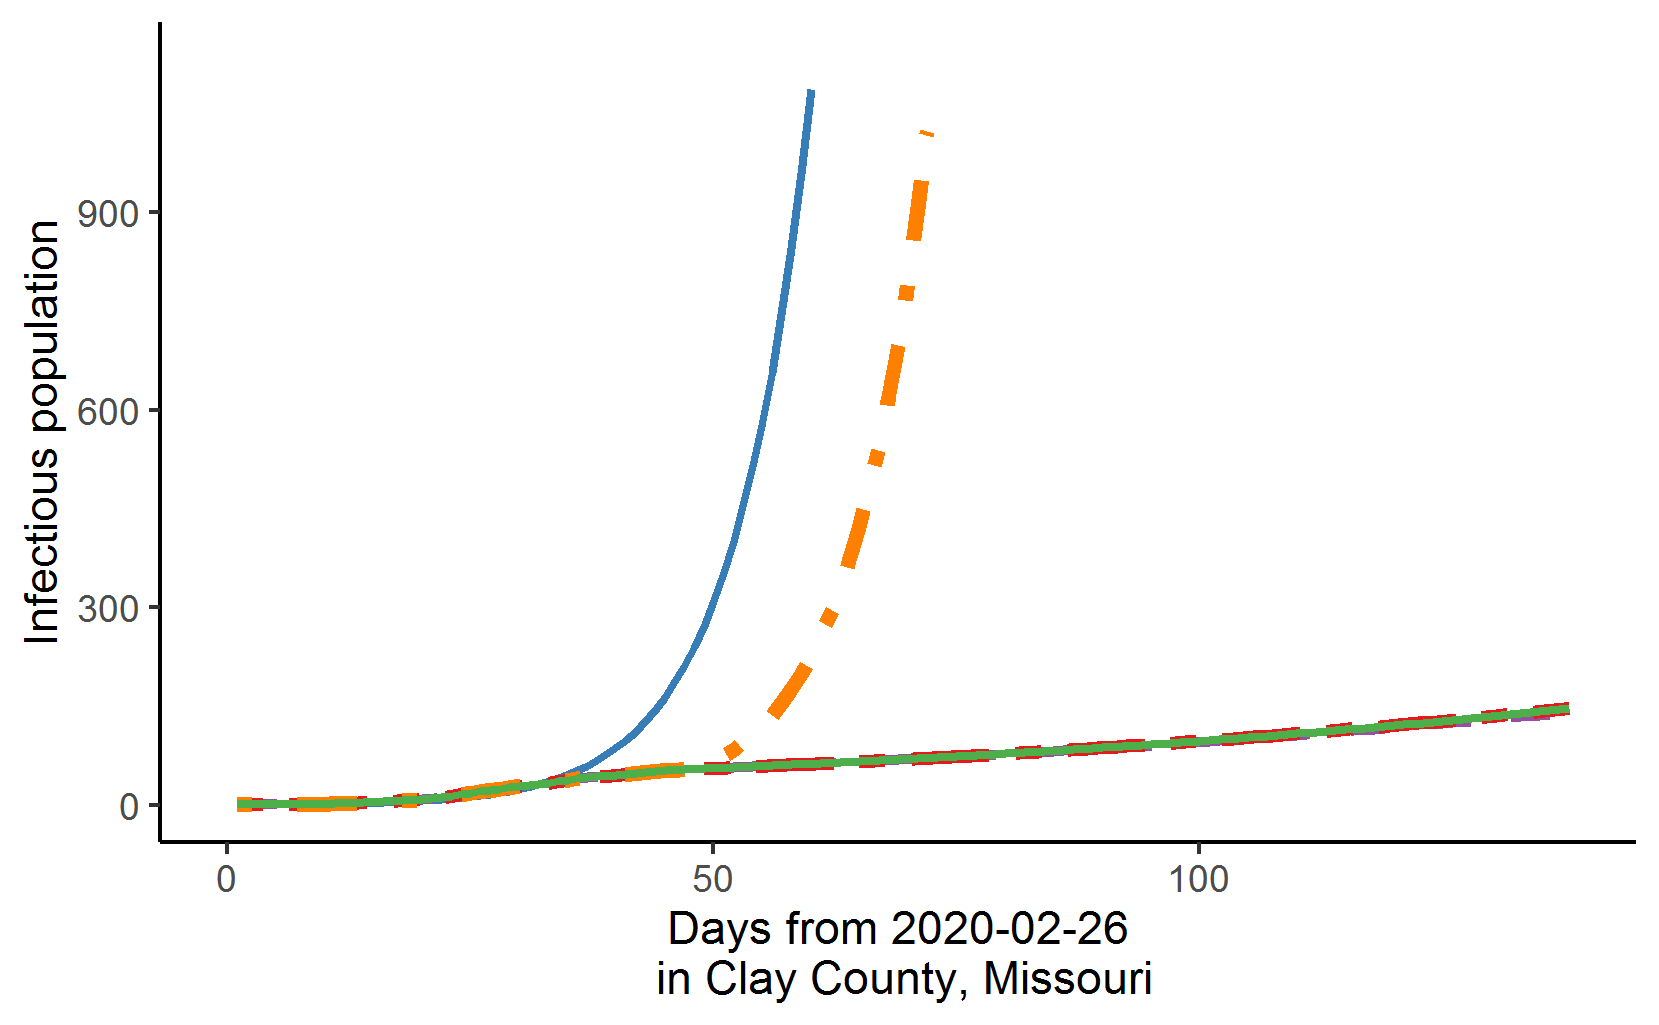 Infectious population
900
600
300
0
0 50 100
Days from 2020-02-26
in Clay County, Missouri